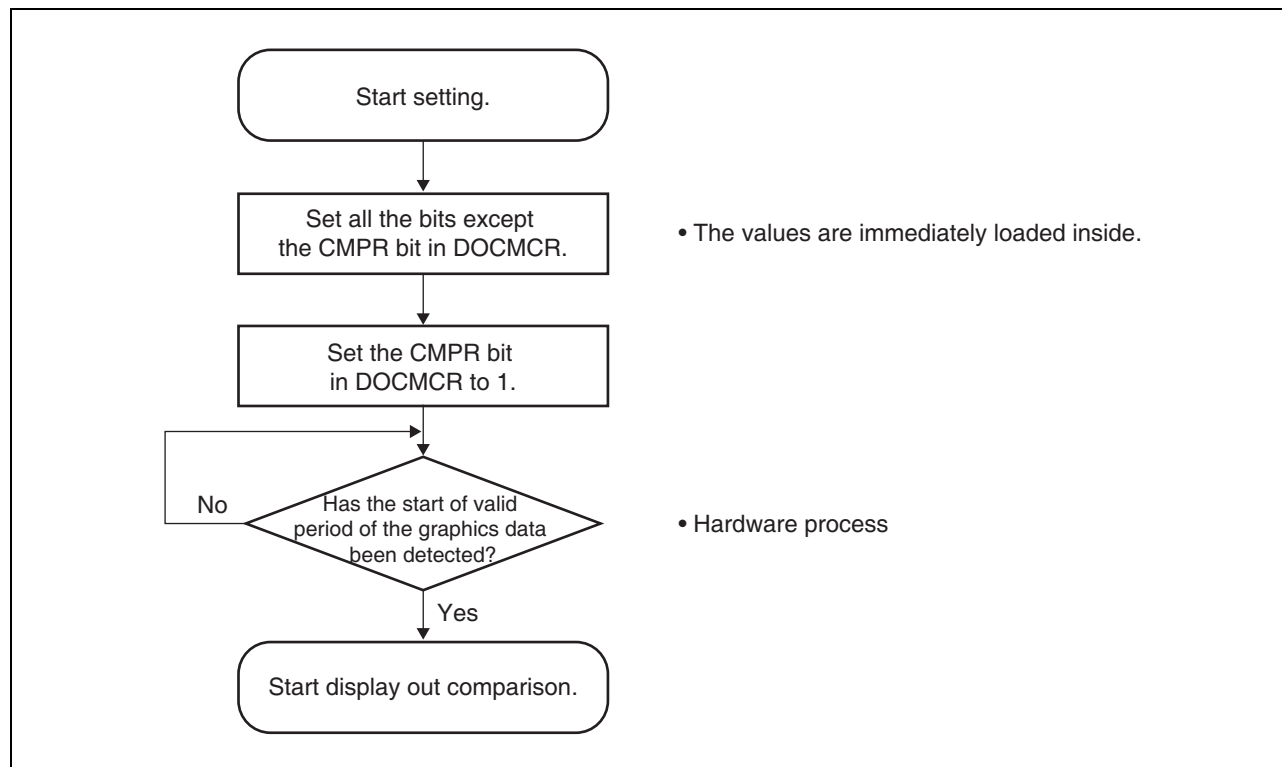 Start setting.
Set all the bits except
the CMPR bit in DOCMCR.
• The values are immediately loaded inside.
Set the CMPR bit
in DOCMCR to 1.
No
Has the start of valid
period of the graphics data
been detected?
• Hardware process
Yes
Start display out comparison.